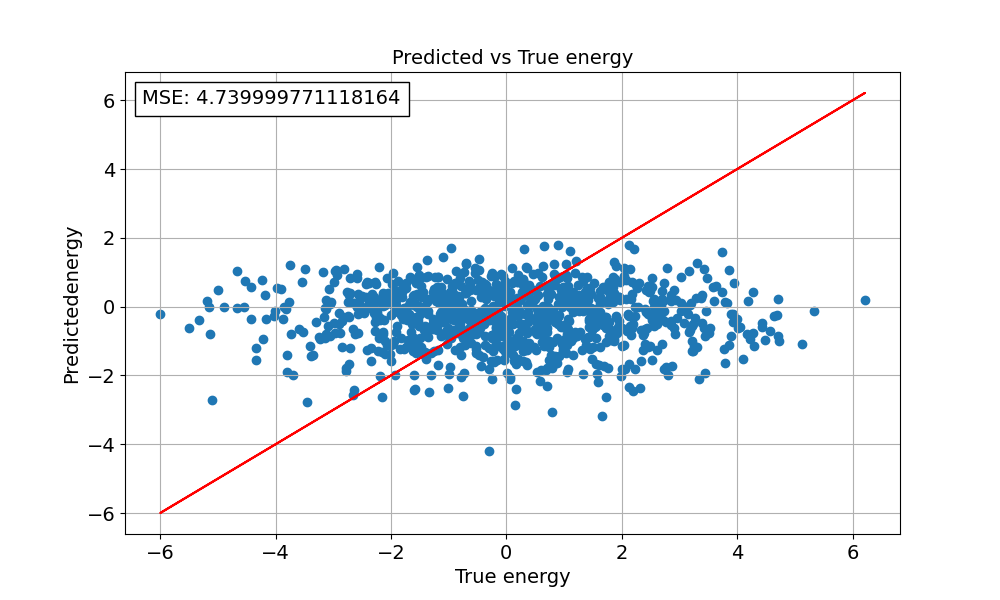 Predicted vs True energy
MSE: 4.739999771118164
6
4
2
0
−2
−4
−6
Predictedenergy
−6 −4 −2 0 2 4 6
True energy